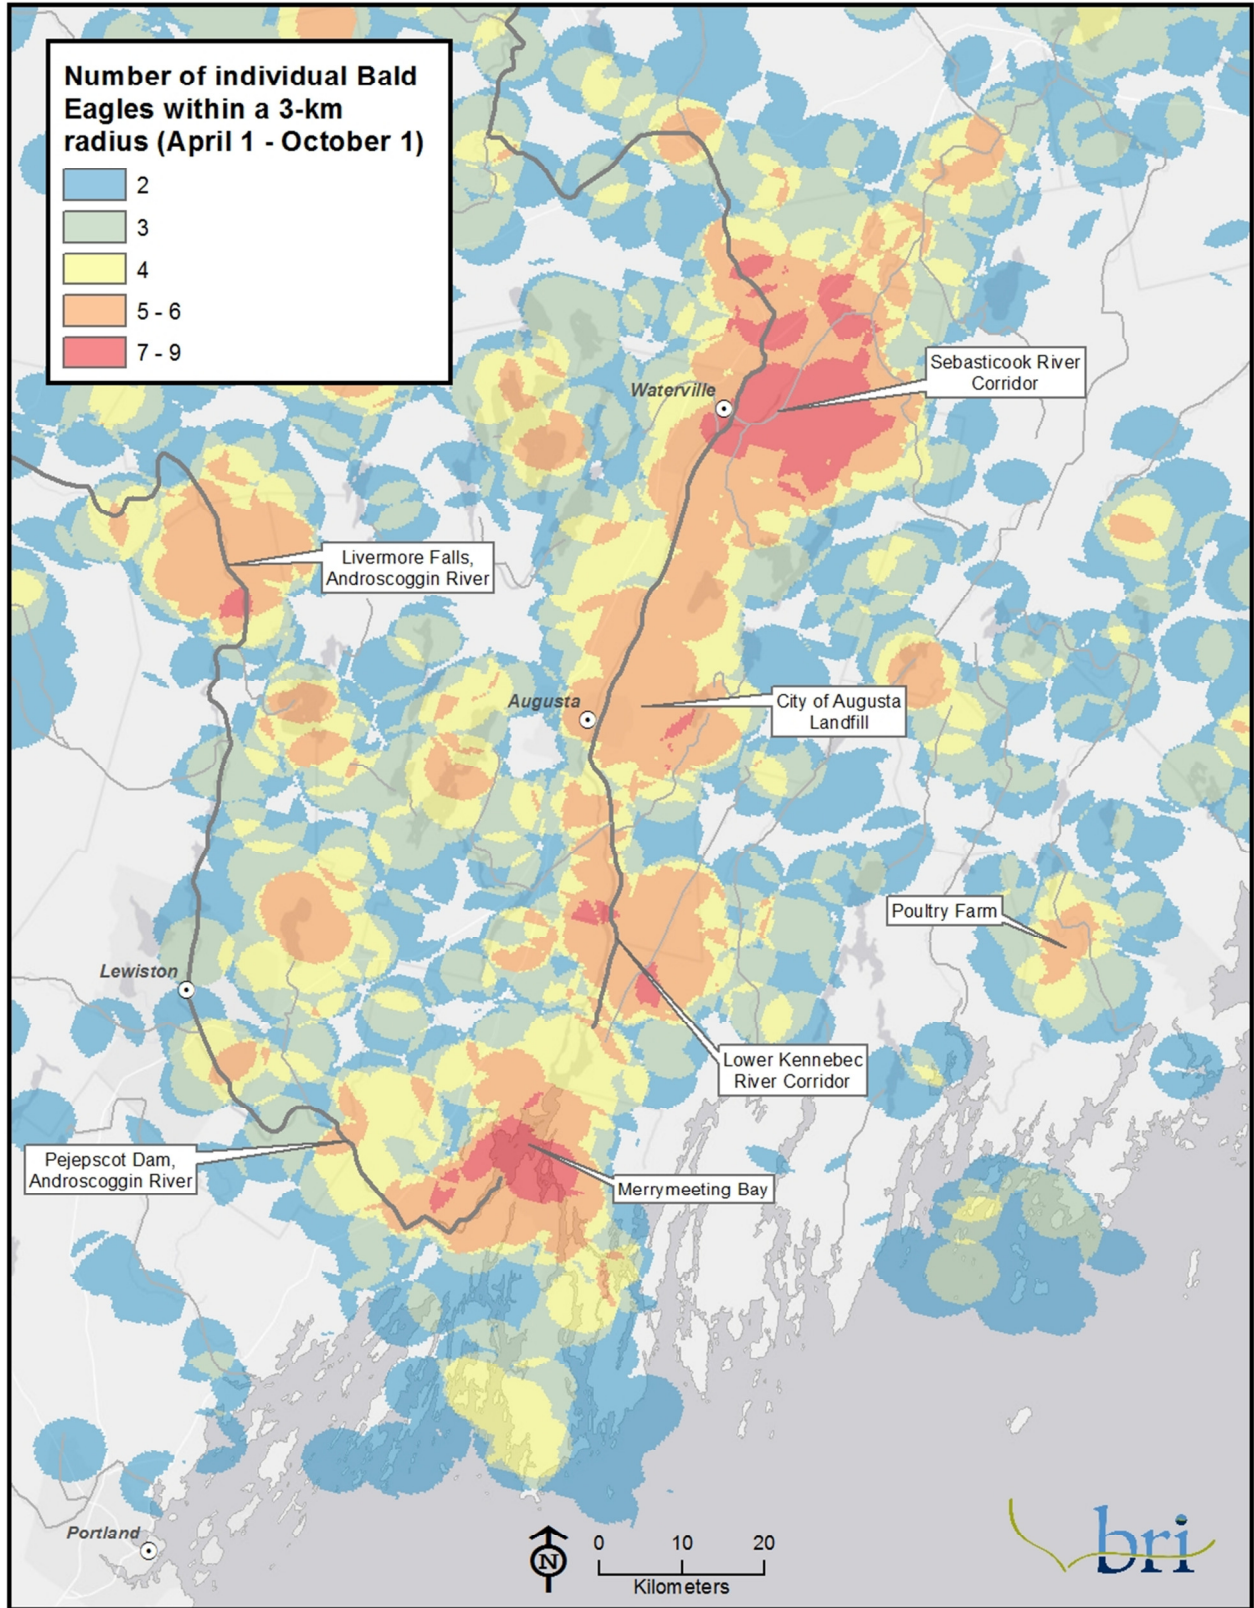 Number of individual Bald
Eagles within a 3-km
radius (April 1 - October 1)
2
3
4
5 - 6
7 - 9
Waterville
Sebasticook River
Corridor
Livermore Falls,
Androscoggin River
Augusta
City of Augusta
Landfill
Poultry Farm
Lewiston
Lower Kennebec
River Corridor
Pejepscot Dam,
Androscoggin River
Merrymeeting Bay
Portland
N
0 10 20
Kilometers
bri